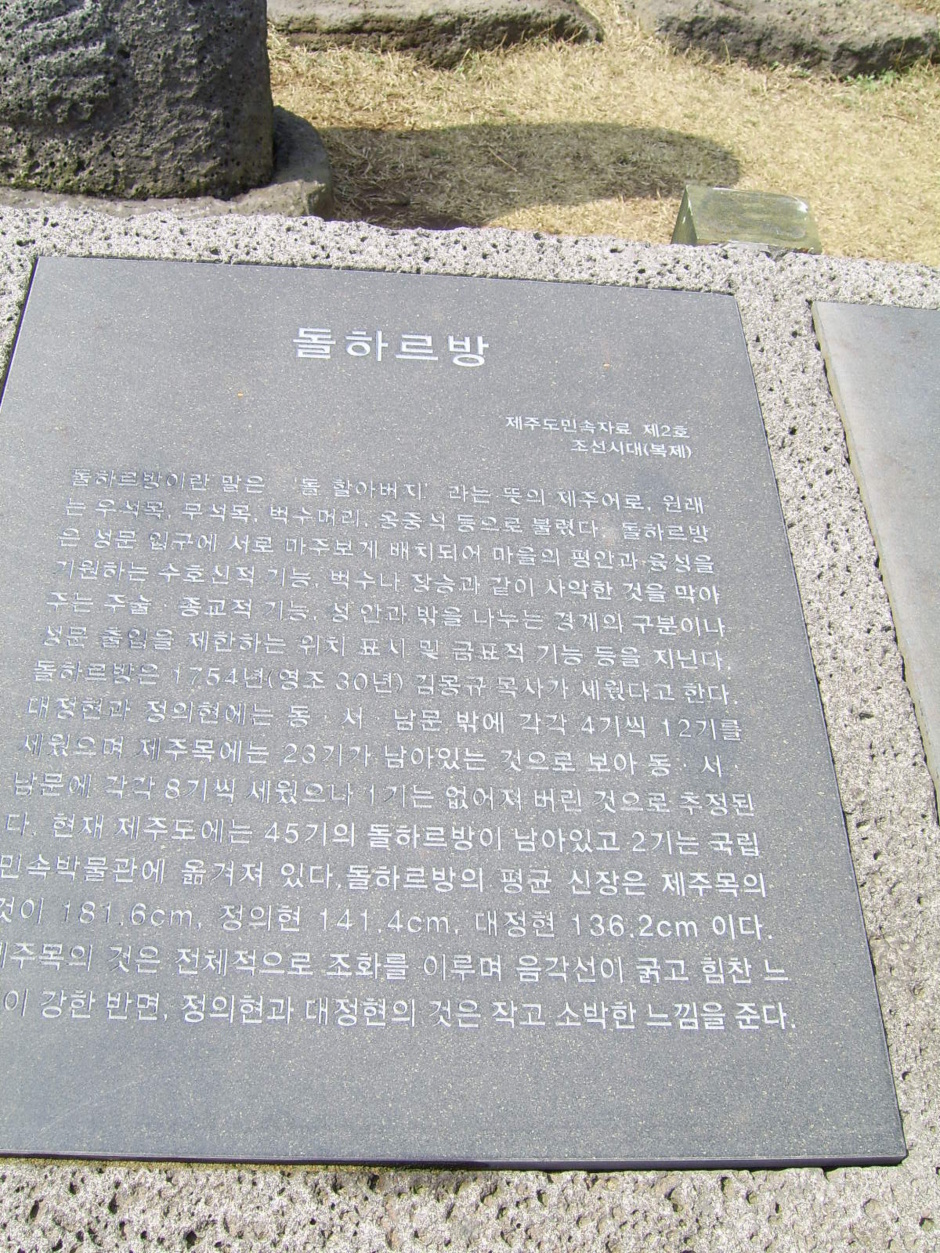 돌하르방
제주도민속자료 제2호
조선시대(복제)
돌하르방이란 말은 '돌 할아버지' 라는 뜻의 제주어로, 원래
는 우석목, 무석목, 벅수머리, 옹중석 등으로 불렸다. 돌하르방
은 성문 입구에 서로 마주보게 배치되어 마을의 평안과 융성을
기원하는 수호신적 기능, 벅수나 장승과 같이 사악한 것을 막아
주는 주술·종교적 기능, 성 안과 밖을 나누는 경계의 구분이나
성문 출입을 제한하는 위치 표시 및 금표적 기능 등을 지닌다.
돌하르방은 1754년(영조 30년) 김몽규 목사가 세웠다고 한다.
대정현과 정의현에는 동·서·남문 밖에 각각 4기씩 12기를
세웠으며 제주목에는 23기가 남아있는 것으로 보아 동·서·
남문에 각각 8기씩 세웠으나 1기는 없어져 버린 것으로 추정된
다. 현재 제주도에는 45기의 돌하르방이 남아있고 2기는 국립
민속박물관에 옮겨져 있다.돌하르방의 평균 신장은 제주목의
것이 181.6cm, 정의현 141.4cm, 대정현 136.2cm 이다.
제주목의 것은 전체적으로 조화를 이루며 음각선이 굵고 힘찬 느
이 강한 반면, 정의현과 대정현의 것은 작고 소박한 느낌을 준다.